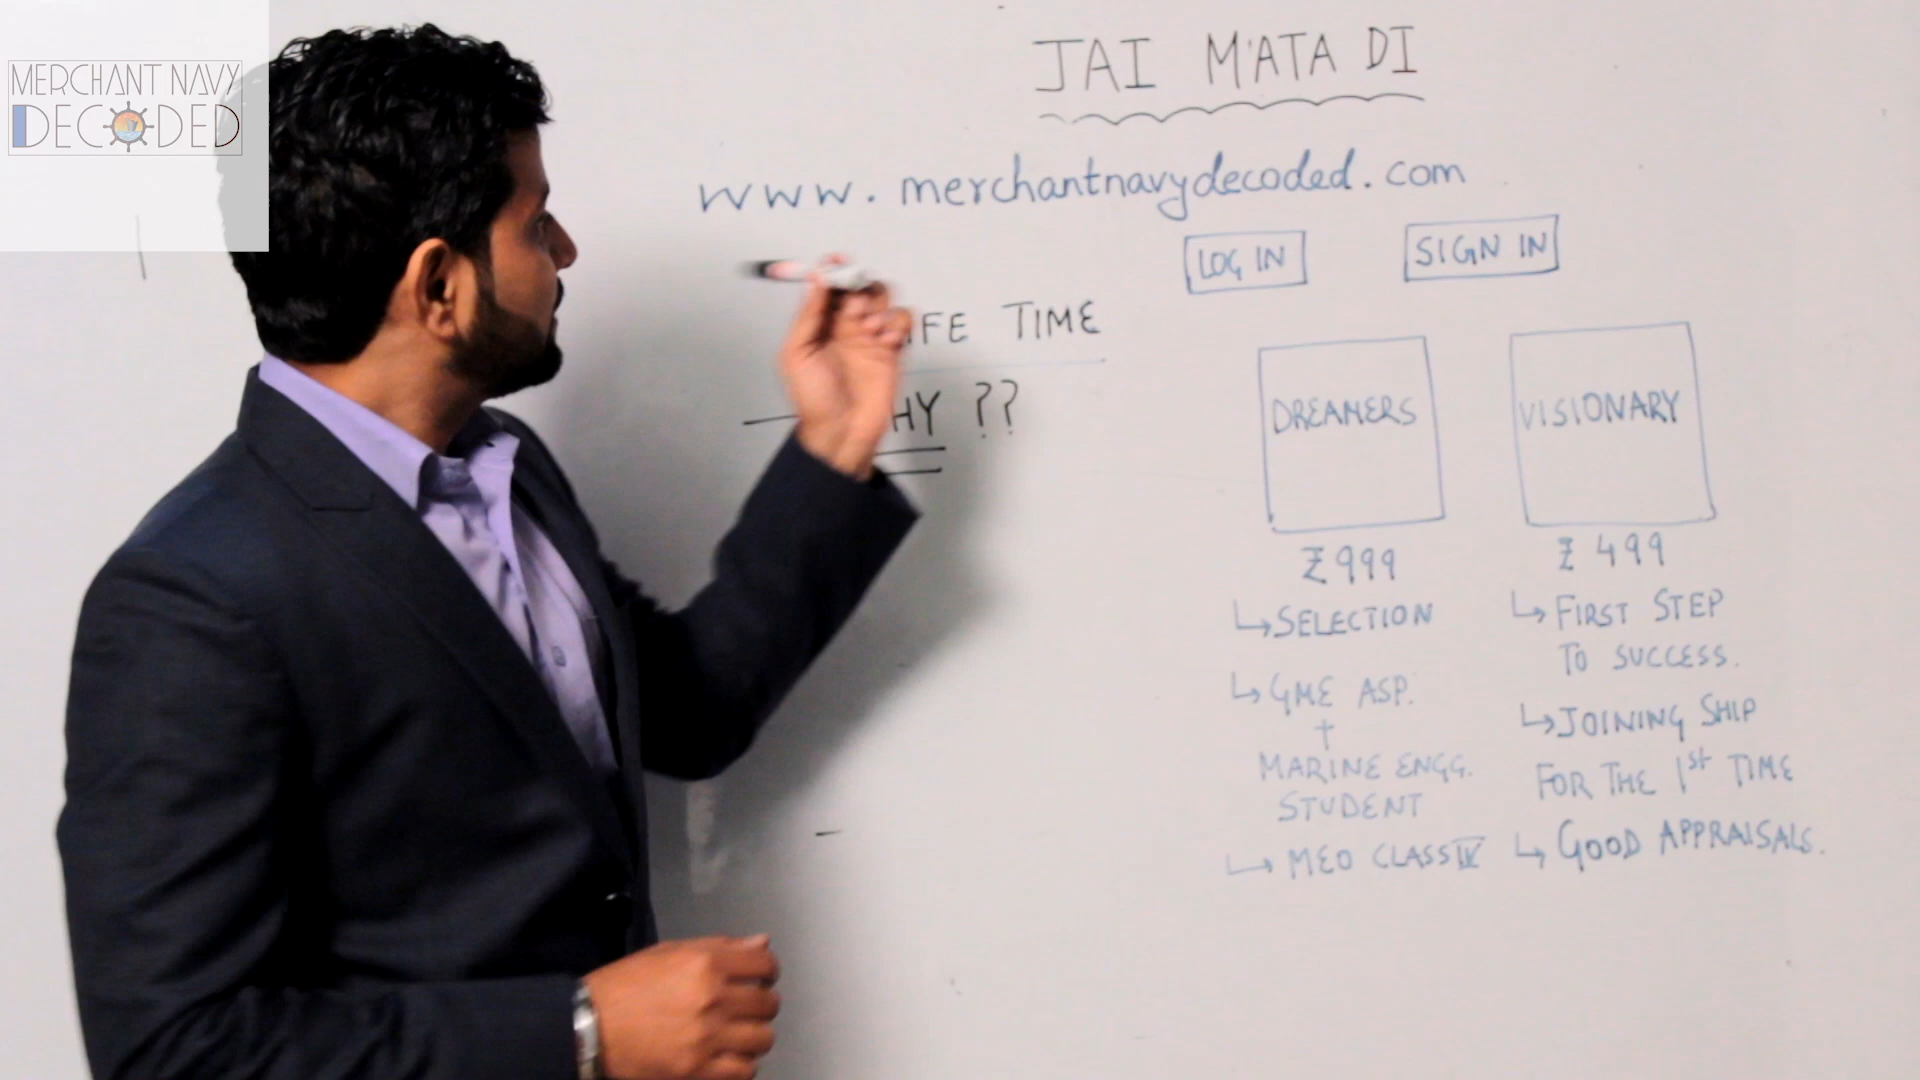 MERCHANT NAVY
DECODED
JAI MATA DI
www.merchantnavydecoded.com
LOG IN
SIGN IN
TIME
??
DREAMERS
VISIONARY
₹ 999
₹ 499
↳ SELECTION
↳ GME ASP.
+
MARINE ENGG.
STUDENT
↳ MEO CLASS IV
↳ FIRST STEP
TO SUCCESS.
↳ JOINING SHIP
FOR THE 1st TIME
↳ GOOD APPRAISALS.